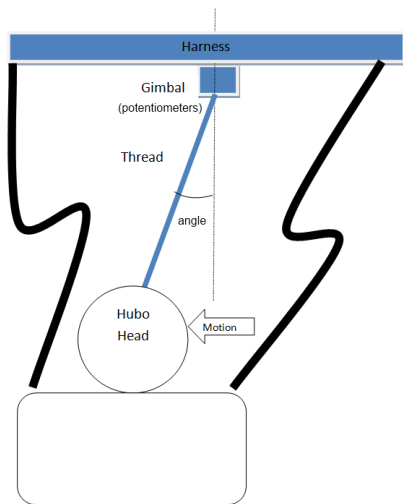 Harness
Gimbal
(potentiometers)
Thread
angle
Hubo
Head
Motion